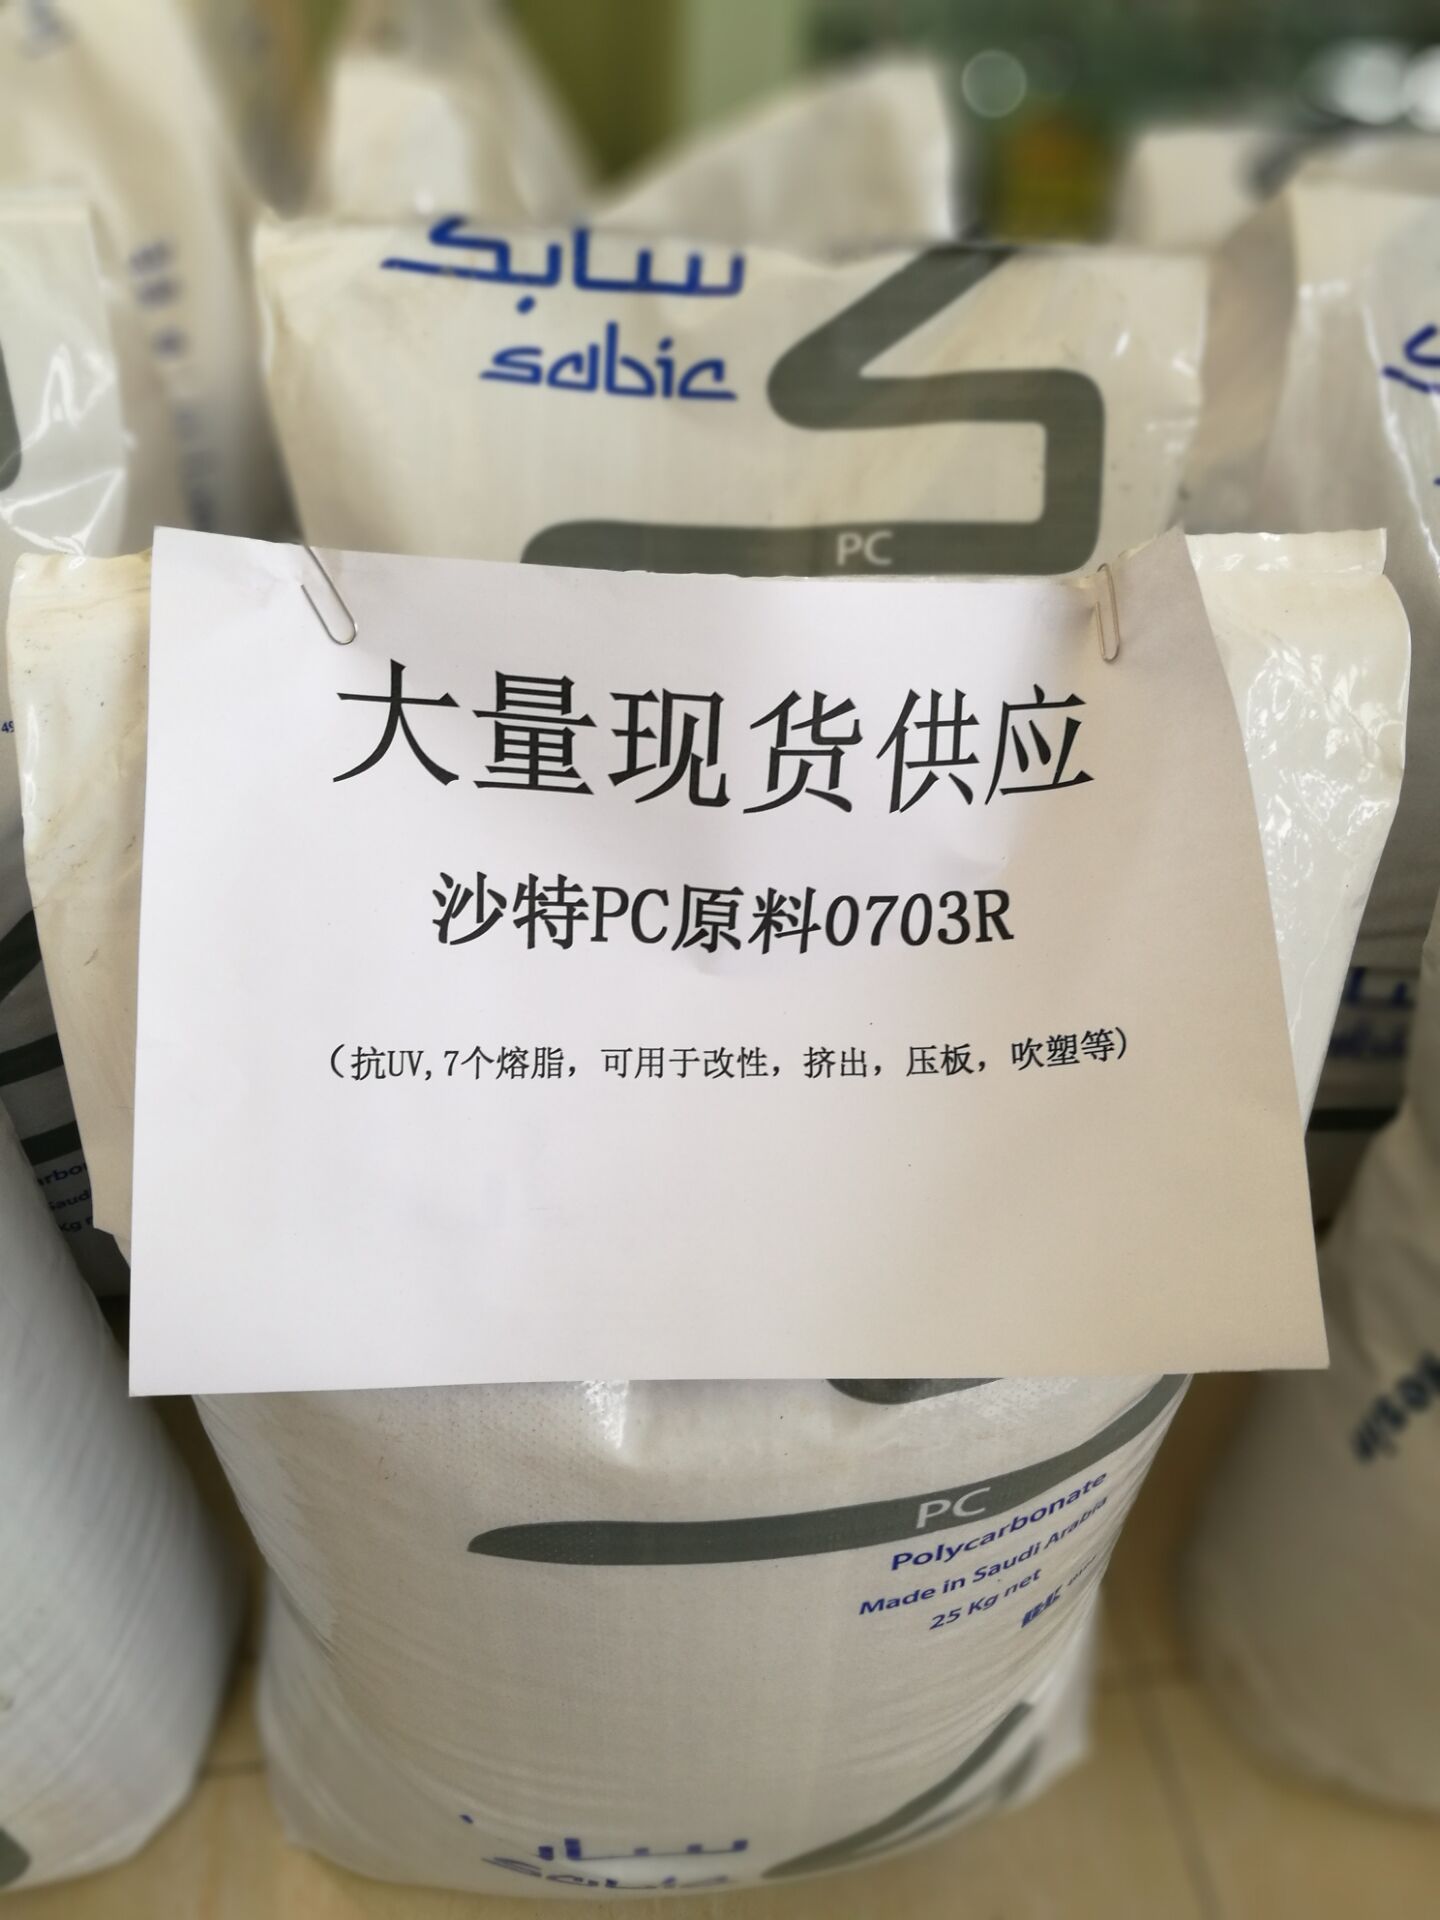 سابك
sabic
PC
大量现货供应
沙特PC原料0703R
（抗UV,7个熔脂，可用于改性，挤出，压板，吹塑等）
PC
Polycarbonate
Made in Saudi Arabia
25 Kg net